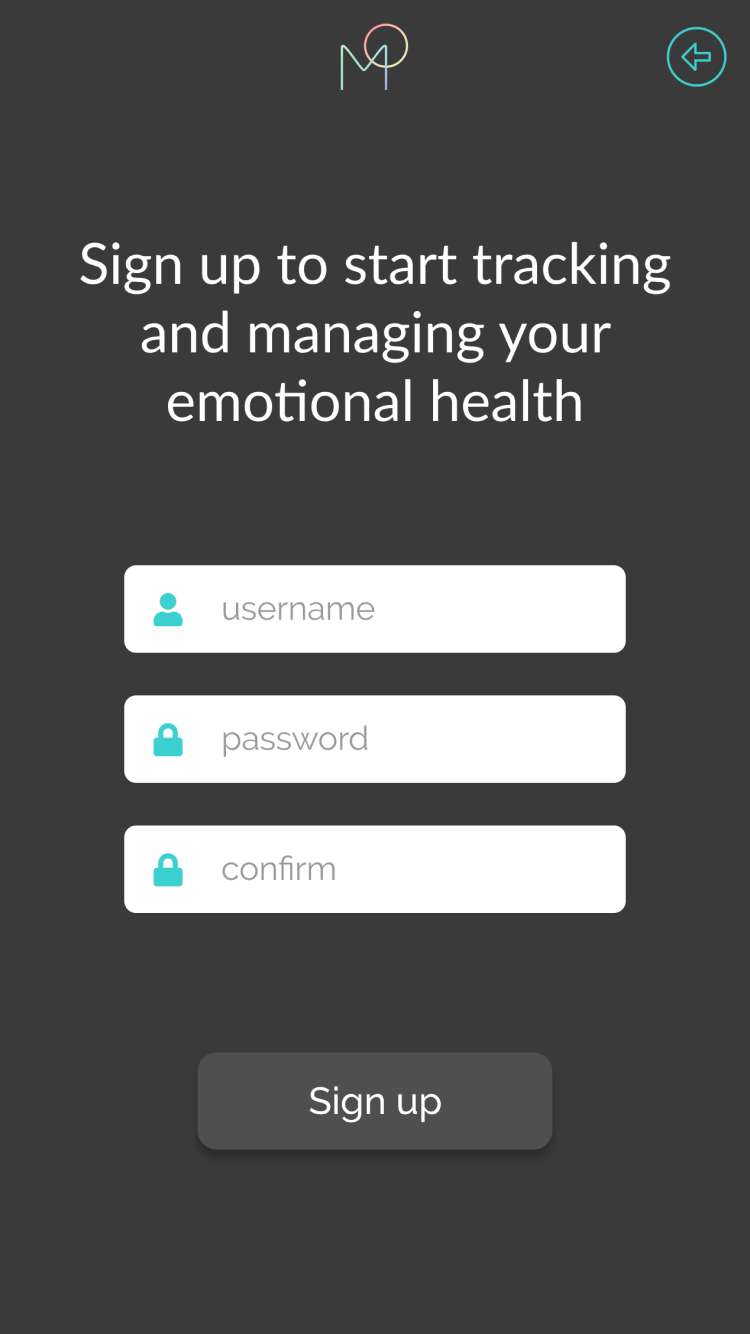 M
Sign up to start tracking
and managing your
emotional health
username
password
confirm
Sign up